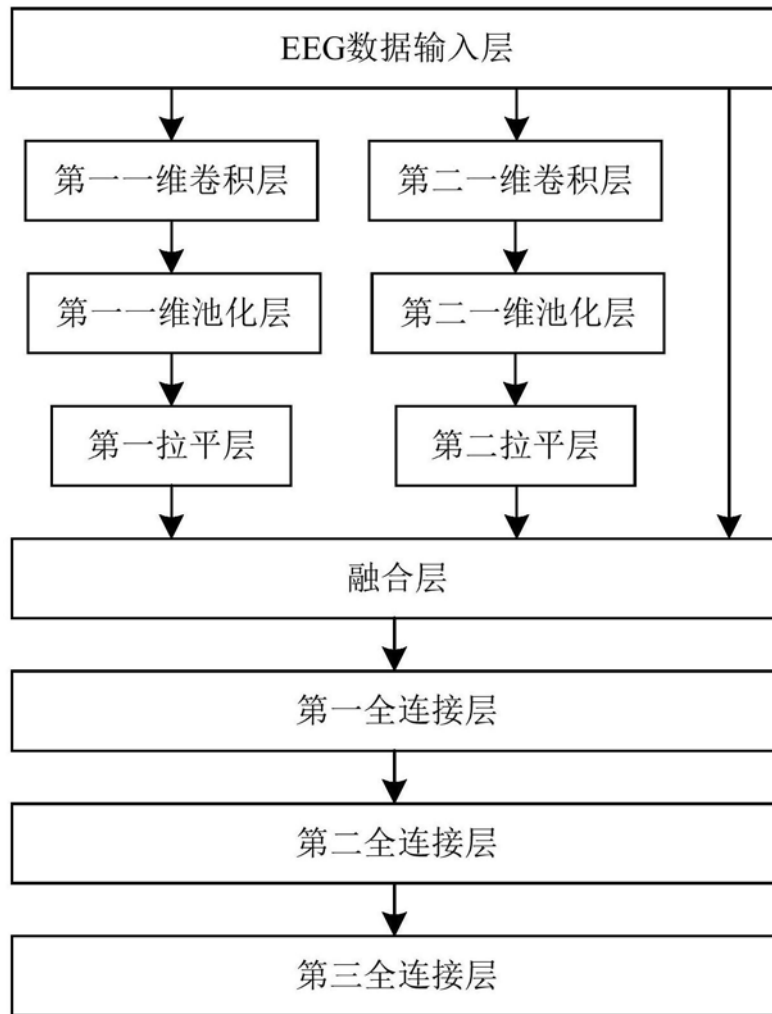 EEG数据输入层
第一一维卷积层
第二一维卷积层
第一一维池化层
第二一维池化层
第一拉平层
第二拉平层
融合层
第一全连接层
第二全连接层
第三全连接层